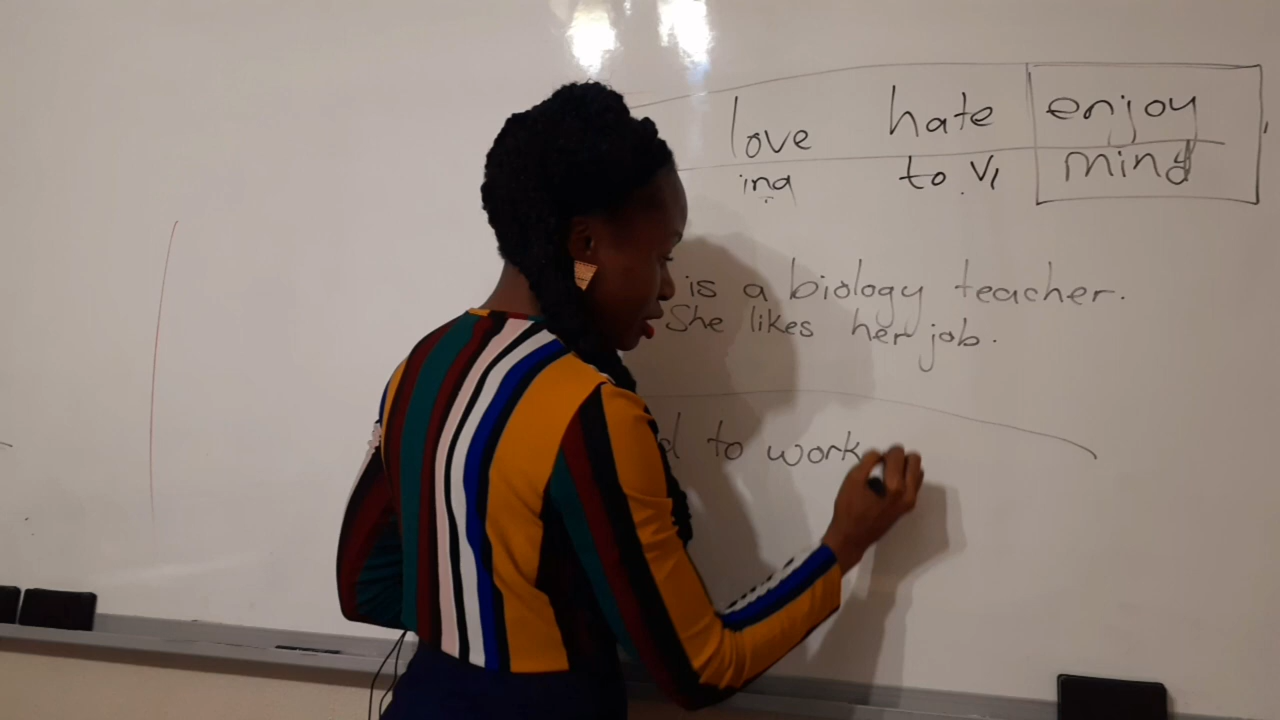 love hate enjoy
ing to V1 mind
is a biology teacher.
She likes her job.
to work